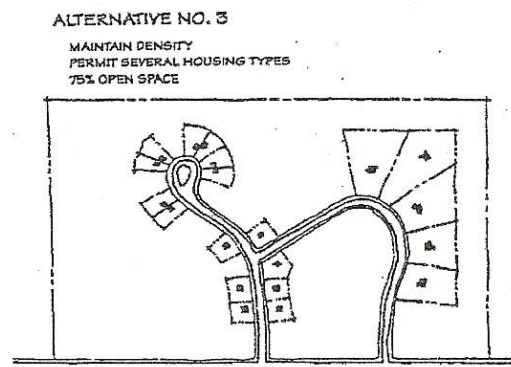 ALTERNATIVE NO. 3
MAINTAIN DENSITY
PERMIT SEVERAL HOUSING TYPES
75% OPEN SPACE